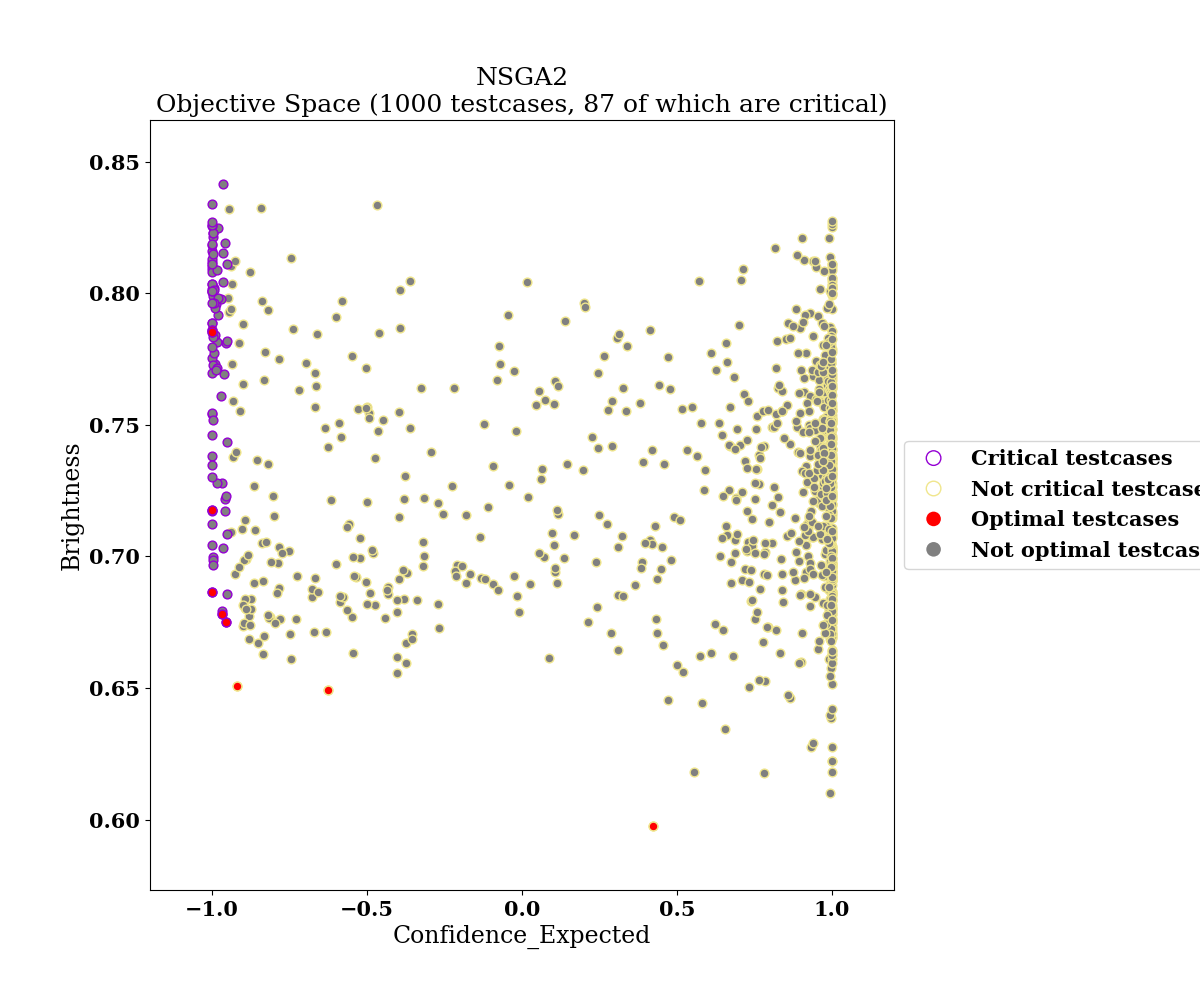 NSGA2
Objective Space (1000 testcases, 87 of which are critical)
0.85
0.80
0.75
0.70
0.65
0.60
Brightness
−1.0
−0.5
0.0
0.5
1.0
Confidence_Expected
Critical testcases
Not critical testcase
Optimal testcases
Not optimal testcas